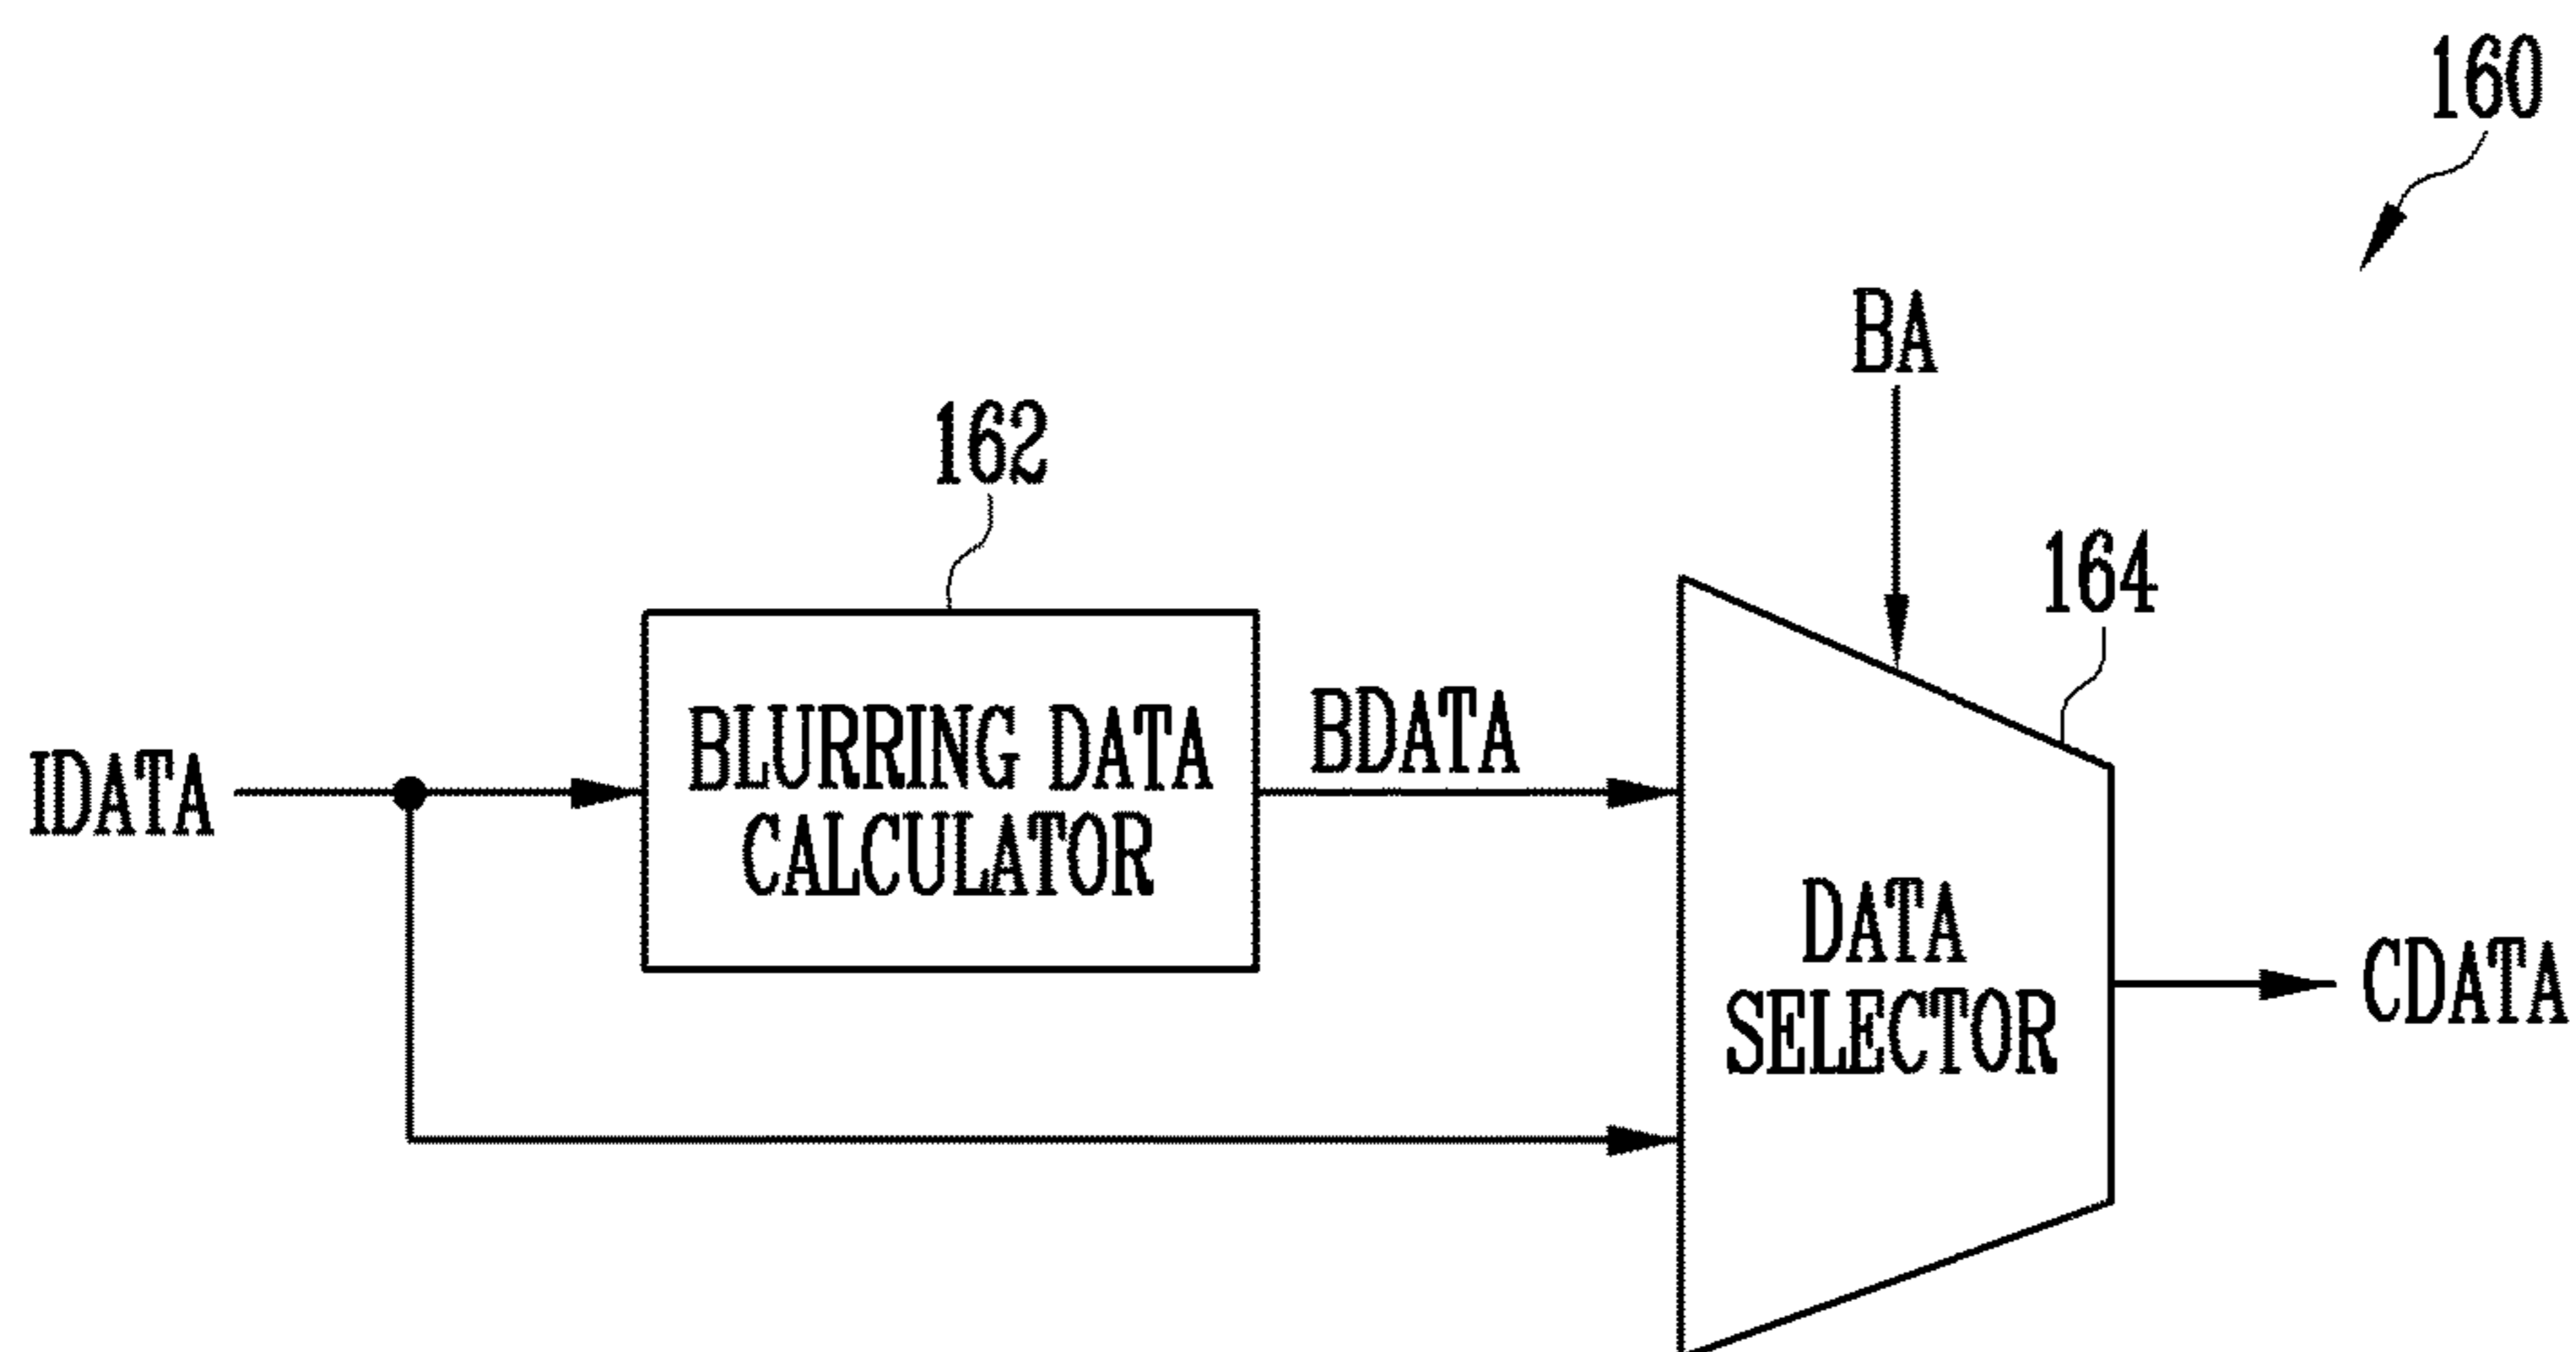 160
BA
162
164
BLURRING DATA
CALCULATOR
BDATA
IDATA
DATA
SELECTOR
CDATA